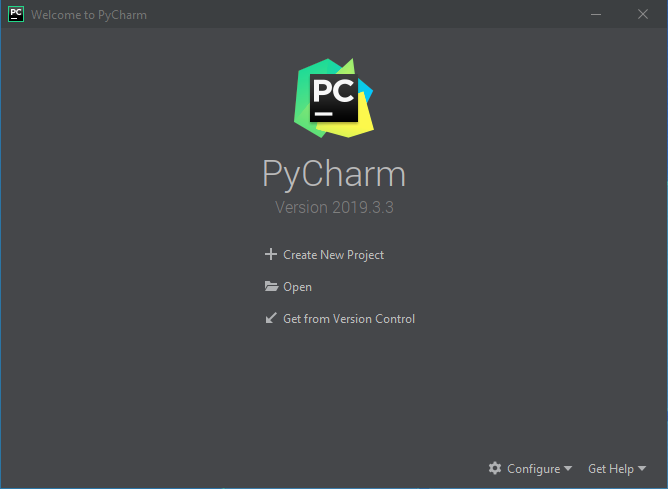 Welcome to PyCharm
PC
PyCharm
Version 2019.3.3
Create New Project
Open
Get from Version Control
Configure
Get Help